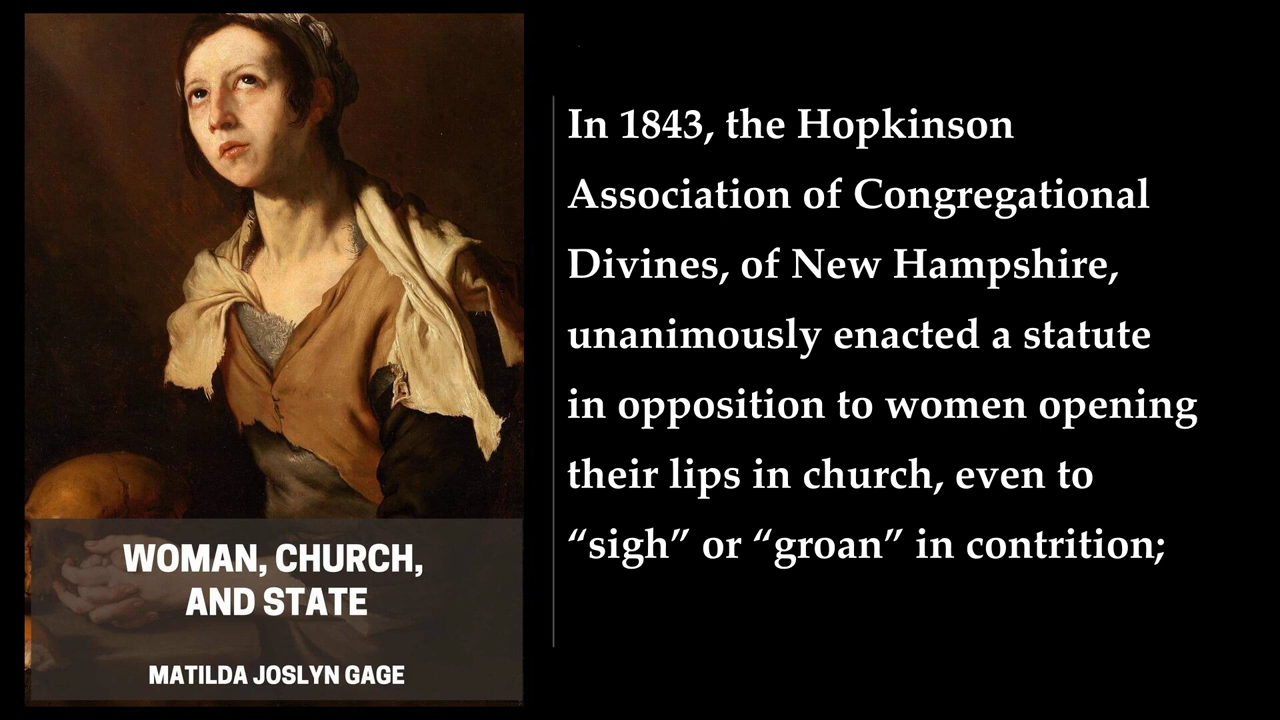 WOMAN, CHURCH,
AND STATE
MATILDA JOSLYN GAGE
In 1843, the Hopkinson
Association of Congregational
Divines, of New Hampshire,
unanimously enacted a statute
in opposition to women opening
their lips in church, even to
“sigh” or “groan” in contrition;